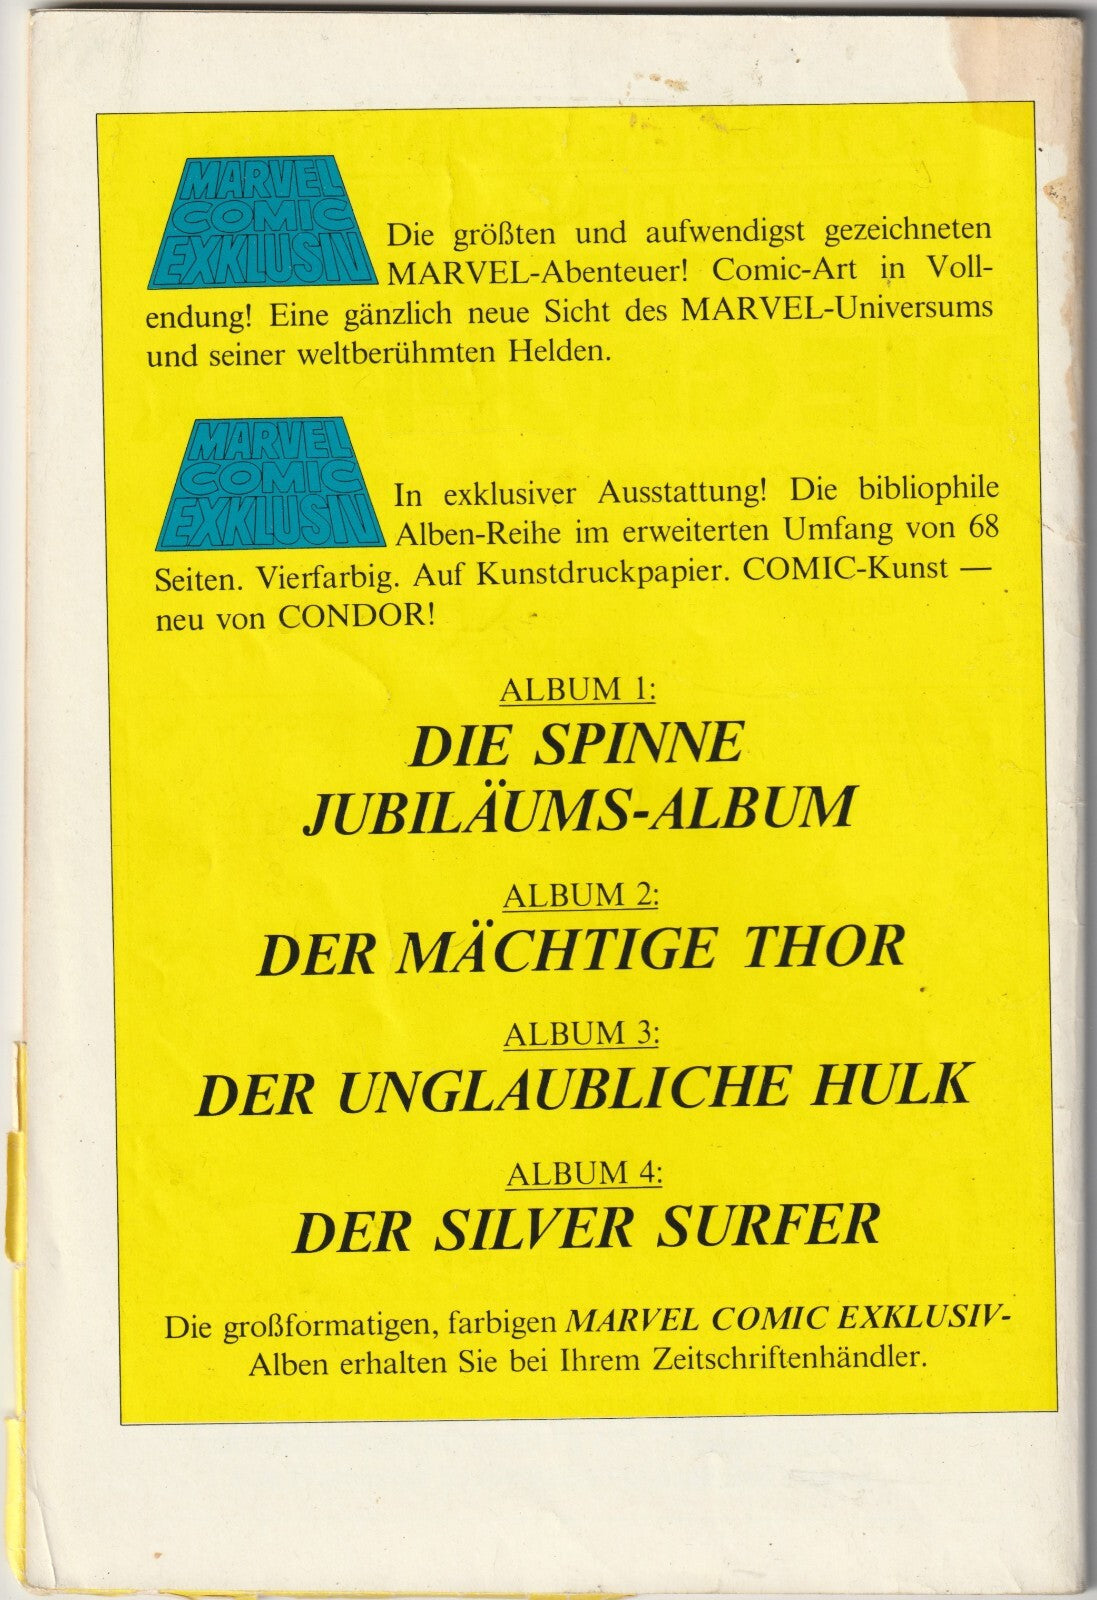 MARVEL
COMIC
EXKLUSIV
Die größten und aufwendigst gezeichneten
MARVEL-Abenteuer! Comic-Art in Voll-
endung! Eine gänzlich neue Sicht des MARVEL-Universums
und seiner weltberühmten Helden.
MARVEL
COMIC
EXKLUSIV
In exklusiver Ausstattung! Die bibliophile
Alben-Reihe im erweiterten Umfang von 68
Seiten. Vierfarbig. Auf Kunstdruckpapier. COMIC-Kunst —
neu von CONDOR!
ALBUM 1:
DIE SPINNE
JUBILÄUMS-ALBUM
ALBUM 2:
DER MÄCHTIGE THOR
ALBUM 3:
DER UNGLAUBLICHE HULK
ALBUM 4:
DER SILVER SURFER
Die großformatigen, farbigen MARVEL COMIC EXKLUSIV-
Alben erhalten Sie bei Ihrem Zeitschriftenhändler.